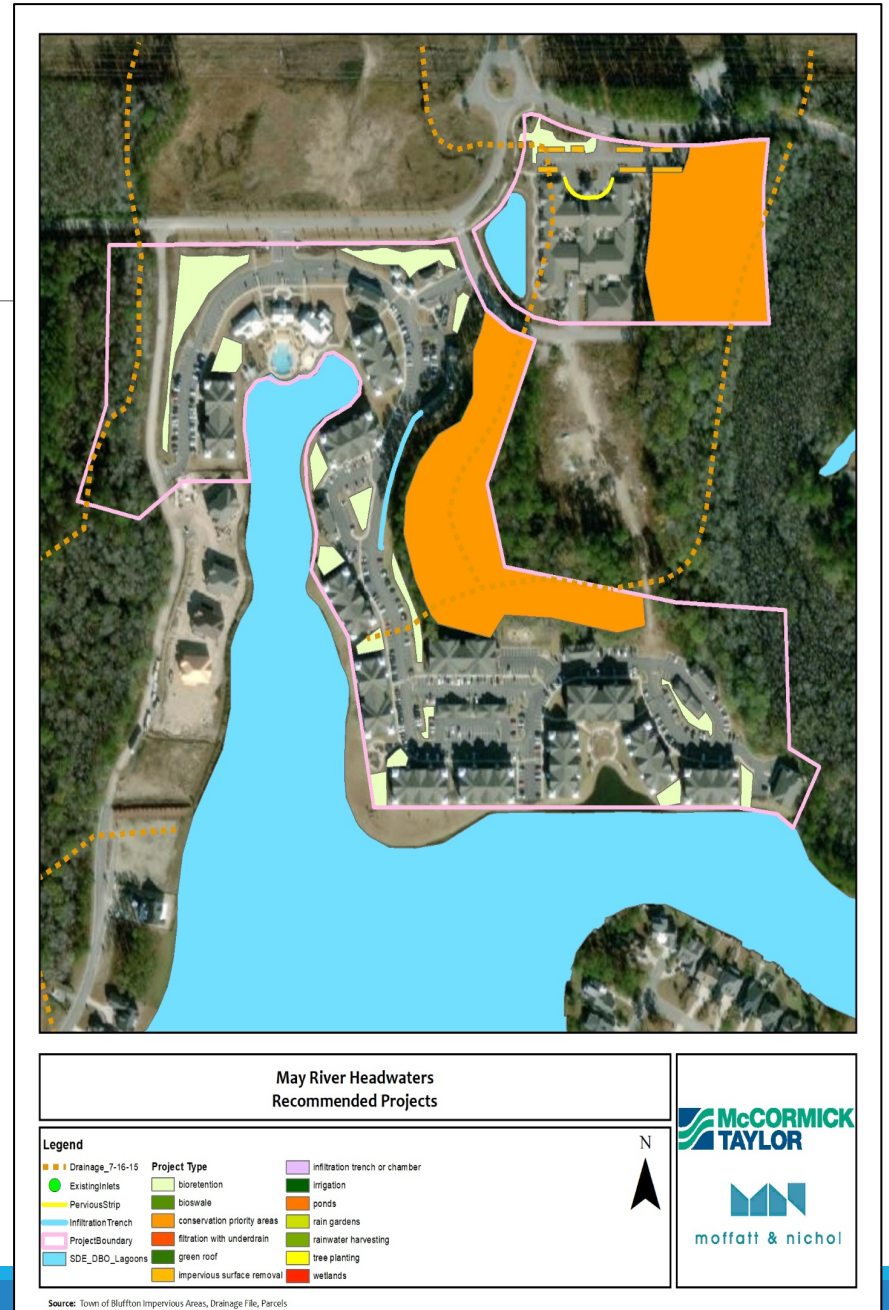 May River Headwaters
Recommended Projects
Legend
Drainage_7-16-15
ExistingInlets
PerviousStrip
InfiltrationTrench
ProjectBoundary
SDE_DBO_Lagoons
Project Type
bioretention
bioswale
conservation priority areas
filtration with underdrain
green roof
impervious surface removal
infiltration trench or chamber
irrigation
ponds
rain gardens
rainwater harvesting
tree planting
wetlands
N
McCORMICK
TAYLOR
moffatt & nichol
Source: Town of Bluffton Impervious Areas, Drainage File, Parcels